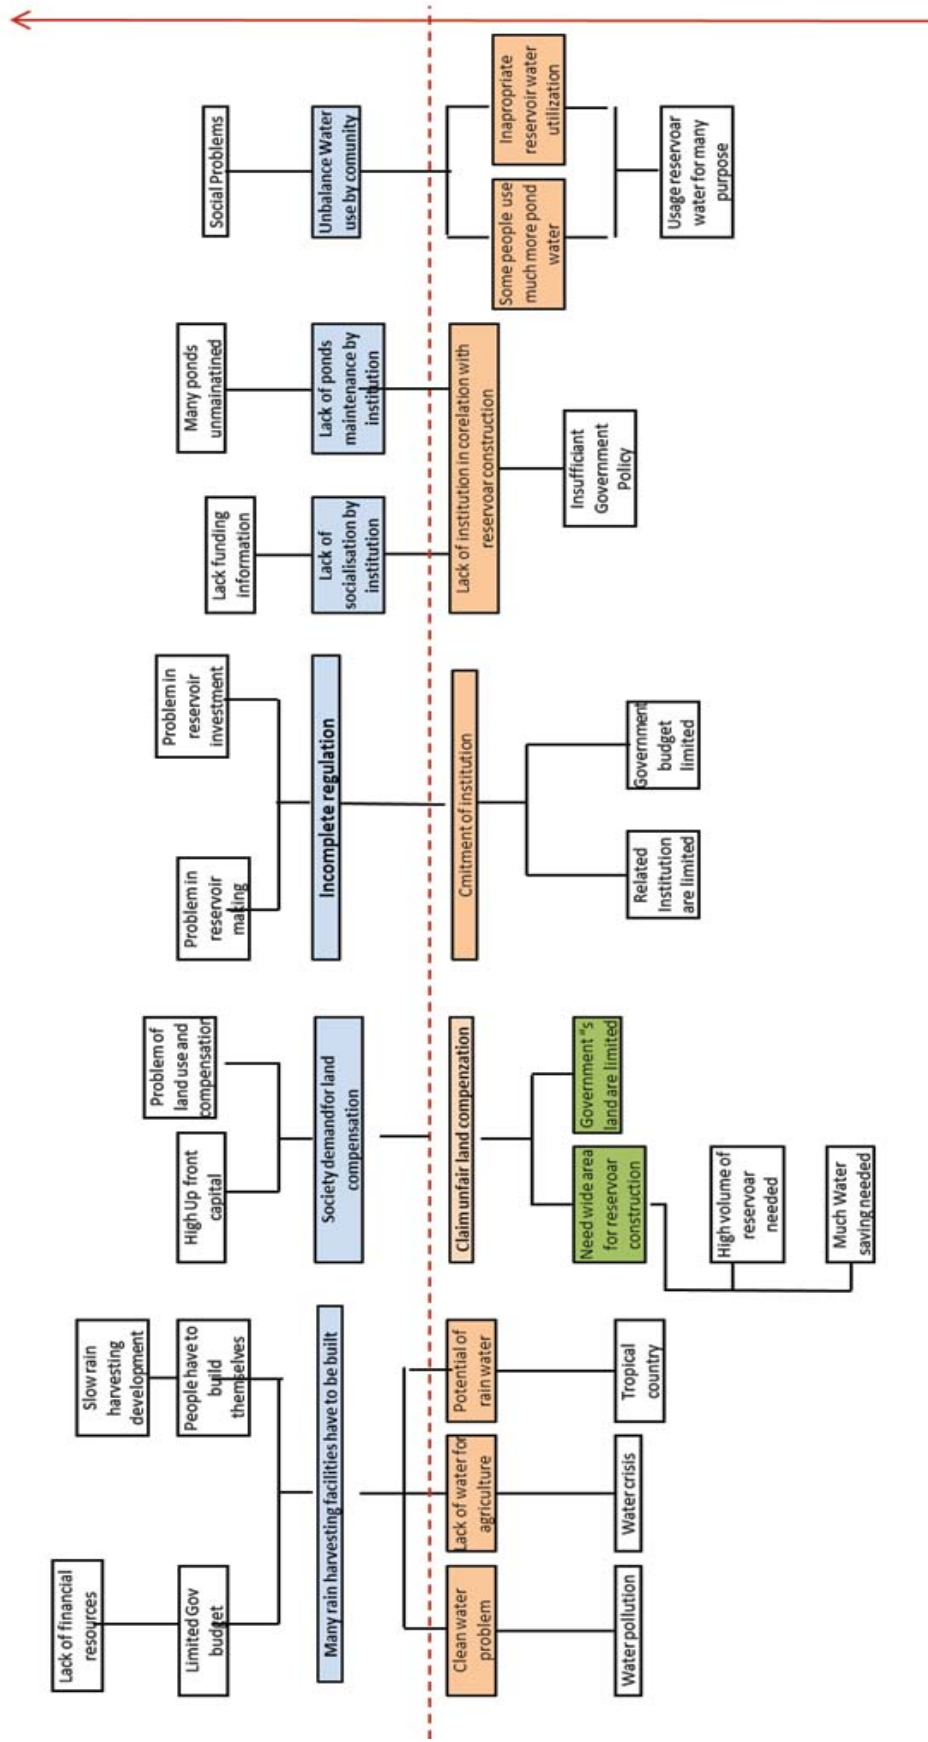 Lack of financial
resources
Slow rain
harvesting
development
Limited Gov
budget
People have to
build
themselves
Many rain harvesting facilities have to be built
Clean water
problem
Lack of water for
agriculture
Potential of
rain water
Water pollution
Water crisis
Tropical
country
High Up front
capital
Problem of
land use and
compensation
Society demandfor land
compensation
Claim unfair land compenzation
Need wide area
for reservoar
construction
Government "s
land are limited
High volume of
reservoar
needed
Much Water
saving needed
Problem in
reservoir
making
Problem in
reservoir
investment
Incomplete regulation
Cmitment of institution
Related
Institution
are limited
Government
budget
limited
Lack funding
information
Many ponds
unmainatined
Lack of
socialisation by
institution
Lack of ponds
maintenance by
institution
Lack of institution in corelation with
reservoar construction
Insufficiant
Government
Policy
Social Problems
Unbalance Water
use by comunity
Some people use
much more pond
water
Inapropriate
reservoir water
utilization
Usage reservoar
water for many
purpose